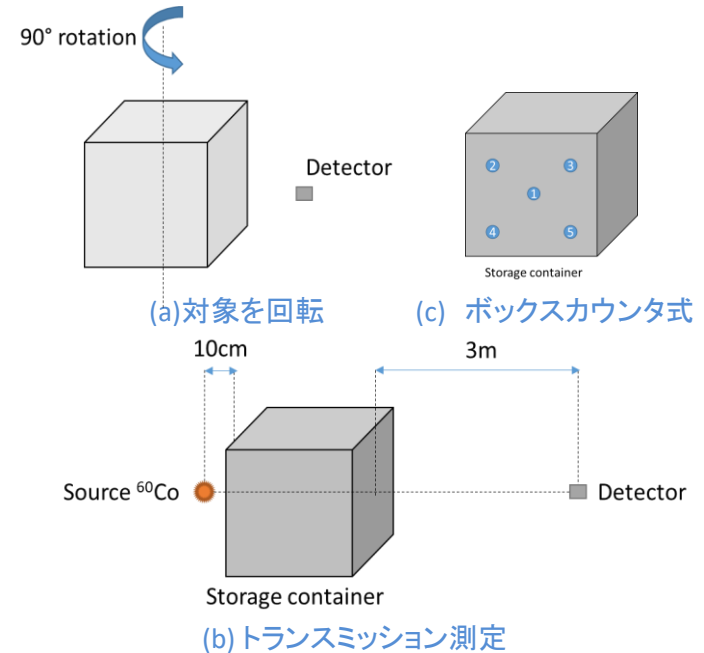 90° rotation
Detector
2
3
1
4
5
Storage container
(a)対象を回転
(c) ボックスカウンタ式
10cm
3m
Source ⁶⁰Co
Detector
Storage container
(b) トランスミッション測定